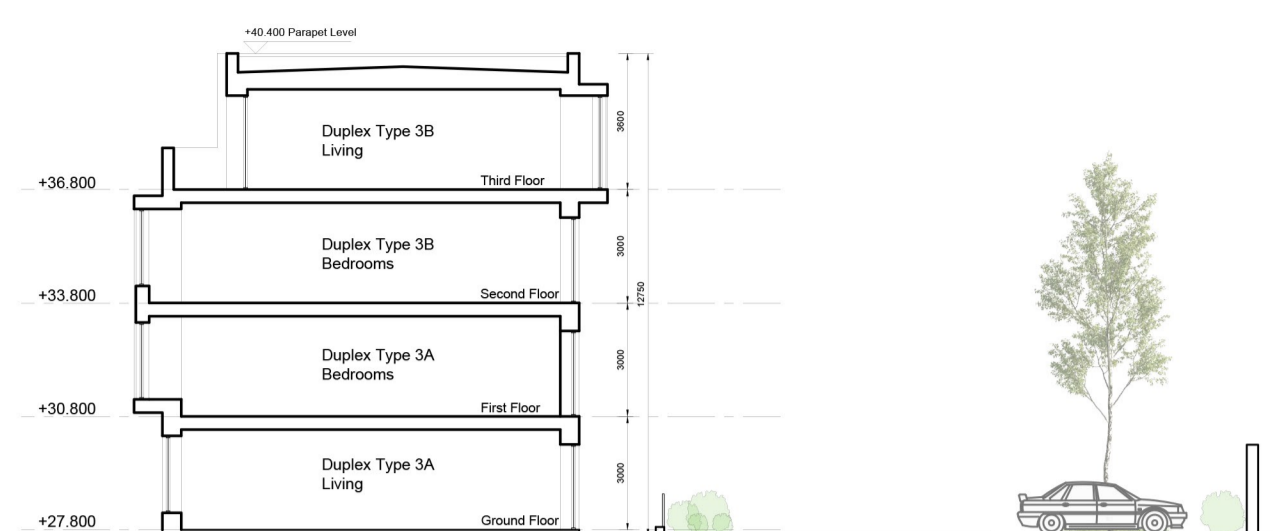 +40.400 Parapet Level
3600
Duplex Type 3B
Living
Third Floor
+36.800
3000
Duplex Type 3B
Bedrooms
12750
Second Floor
+33.800
3000
Duplex Type 3A
Bedrooms
First Floor
+30.800
3000
Duplex Type 3A
Living
Ground Floor
+27.800